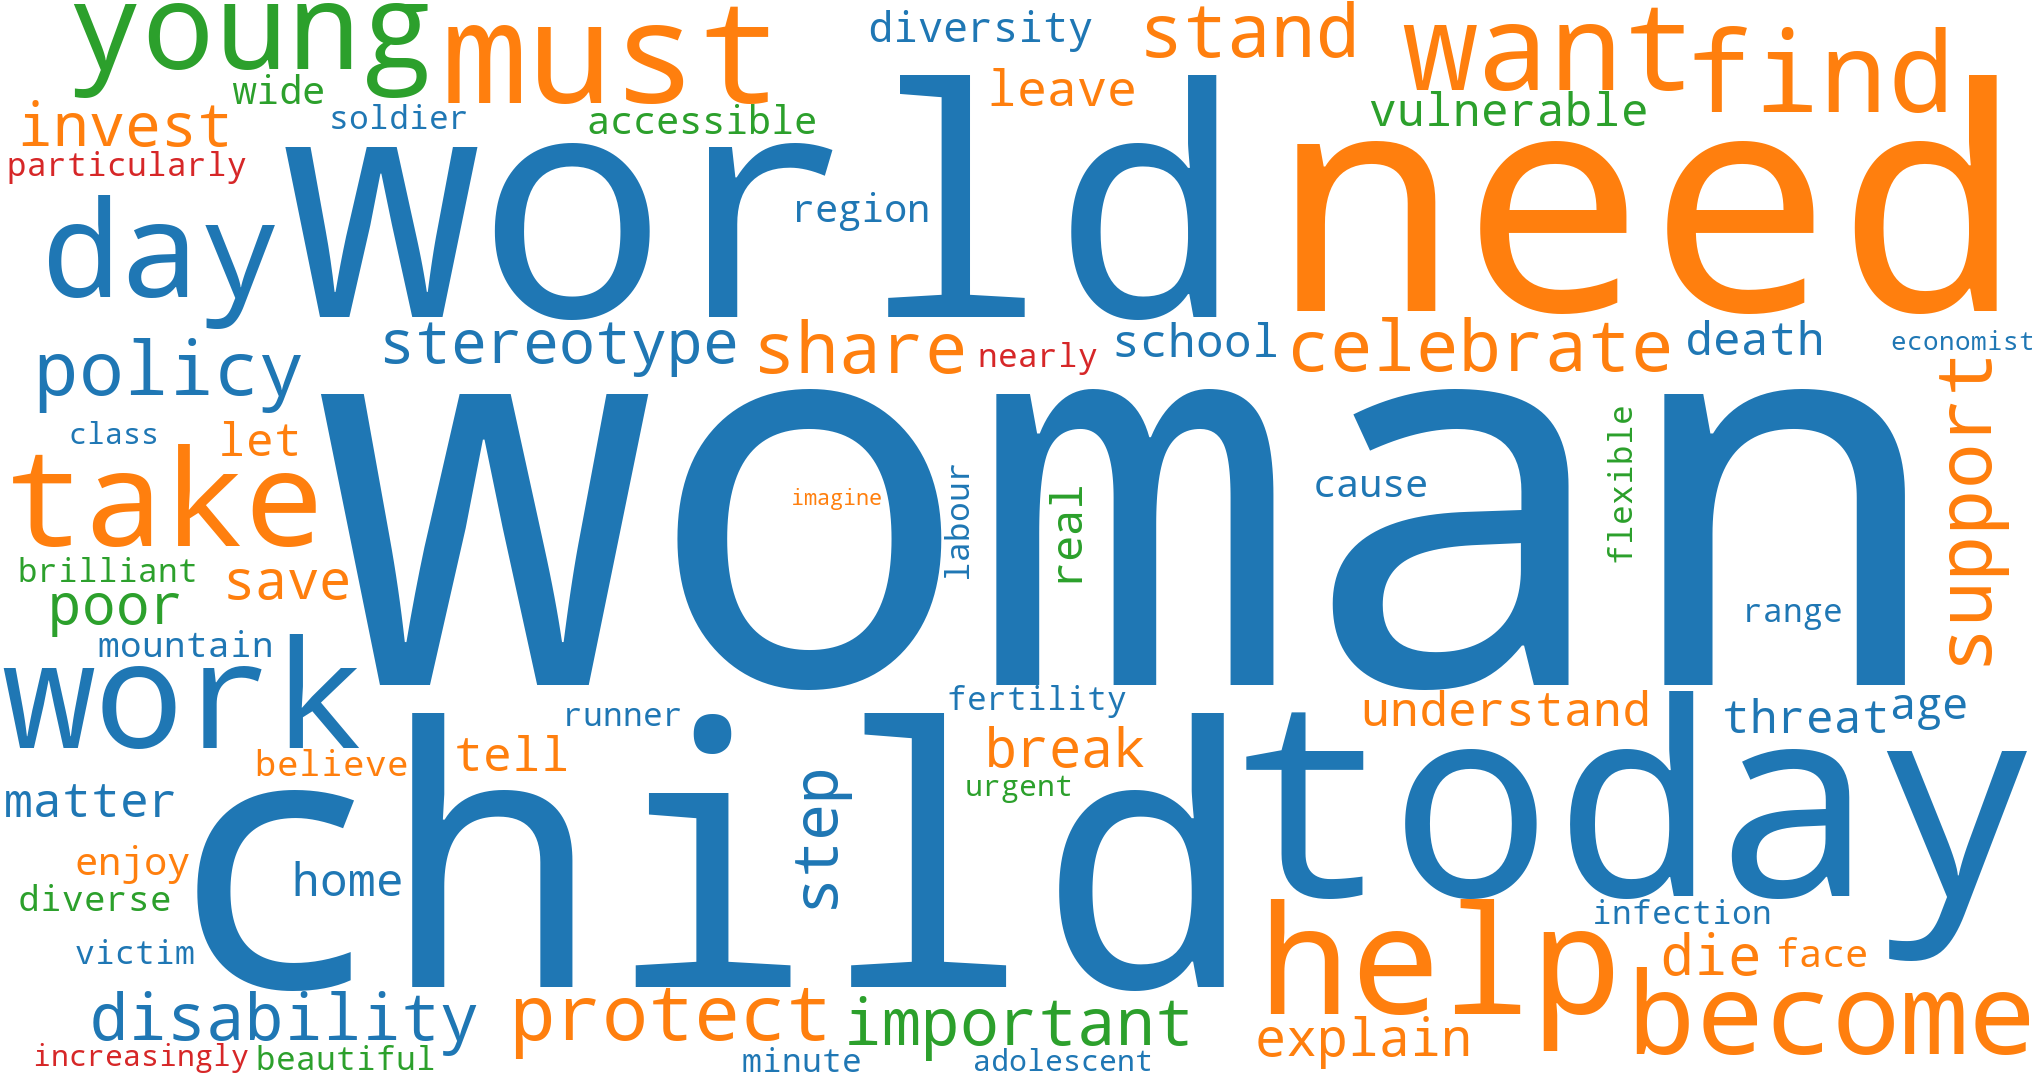 young
must
diversity
stand
want
find
wide
soldier
accessible
leave
vulnerable
invest
particularly
world
need
day
region
policy
stereotype
share
nearly
school
celebrate
death
economist
class
let
take
woman
imagine
labour
real
cause
flexible
support
brilliant
poor
save
range
mountain
work
runner
fertility
understand
threat
age
believe
tell
break
today
matter
child
step
urgent
enjoy
home
diverse
victim
help
infection
die
face
disability
protect
important
explain
become
increasingly
beautiful
minute
adolescent